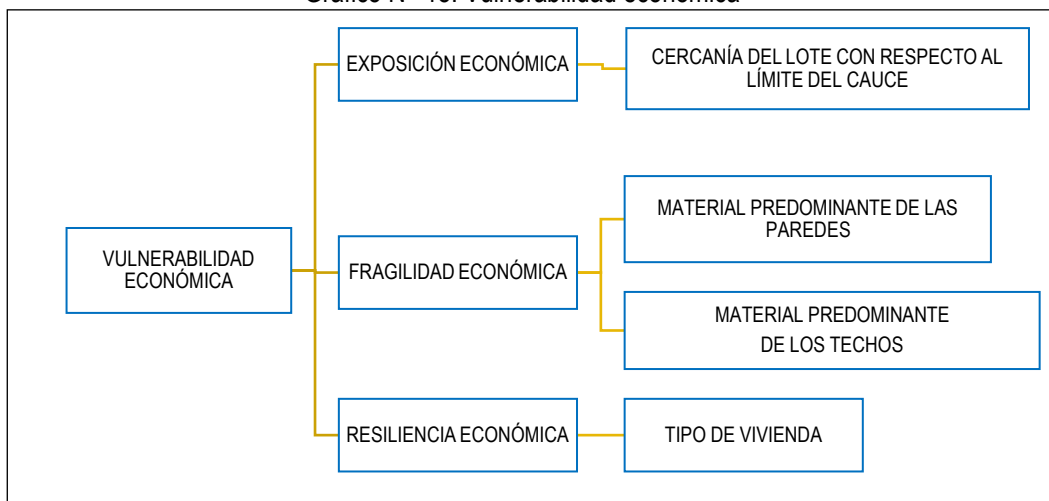 EXPOSICIÓN ECONÓMICA
CERCANÍA DEL LOTE CON RESPECTO AL
LÍMITE DEL CAUCE
VULNERABILIDAD
ECONÓMICA
FRAGILIDAD ECONÓMICA
MATERIAL PREDOMINANTE DE LAS
PAREDES
MATERIAL PREDOMINANTE
DE LOS TECHOS
RESILIENCIA ECONÓMICA
TIPO DE VIVIENDA